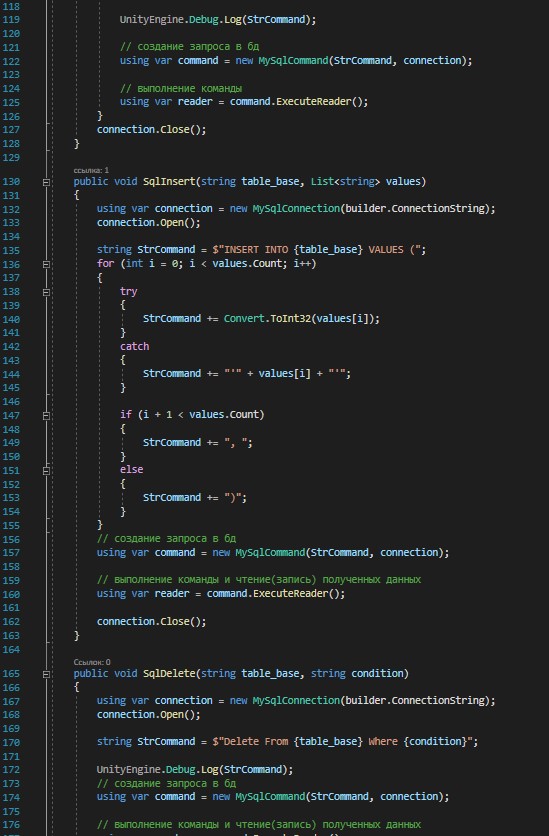 118
119 UnityEngine.Debug.Log(StrCommand);
120
121 // создание запроса в бд
122 using var command = new MySqlCommand(StrCommand, connection);
123
124 // выполнение команды
125 using var reader = command.ExecuteReader();
126 }
127 connection.Close();
128 }
129
ссылка: 1
130 public void SqlInsert(string table_base, List<string> values)
131 {
132 using var connection = new MySqlConnection(builder.ConnectionString);
133 connection.Open();
134
135 string StrCommand = $"INSERT INTO {table_base} VALUES (";
136 for (int i = 0; i < values.Count; i++)
137 {
138 try
139 {
140 StrCommand += Convert.ToInt32(values[i]);
141 }
142 catch
143 {
144 StrCommand += "'" + values[i] + "'";
145 }
146
147 if (i + 1 < values.Count)
148 {
149 StrCommand += ", ";
150 }
151 else
152 {
153 StrCommand += ")";
154 }
155 }
156 // создание запроса в бд
157 using var command = new MySqlCommand(StrCommand, connection);
158
159 // выполнение команды и чтение(запись) полученных данных
160 using var reader = command.ExecuteReader();
161
162 connection.Close();
163 }
164
Ссылок: 0
165 public void SqlDelete(string table_base, string condition)
166 {
167 using var connection = new MySqlConnection(builder.ConnectionString);
168 connection.Open();
169
170 string StrCommand = $"Delete From {table_base} Where {condition}";
171
172 UnityEngine.Debug.Log(StrCommand);
173 // создание запроса в бд
174 using var command = new MySqlCommand(StrCommand, connection);
175
176 // выполнение команды и чтение(запись) полученных данных